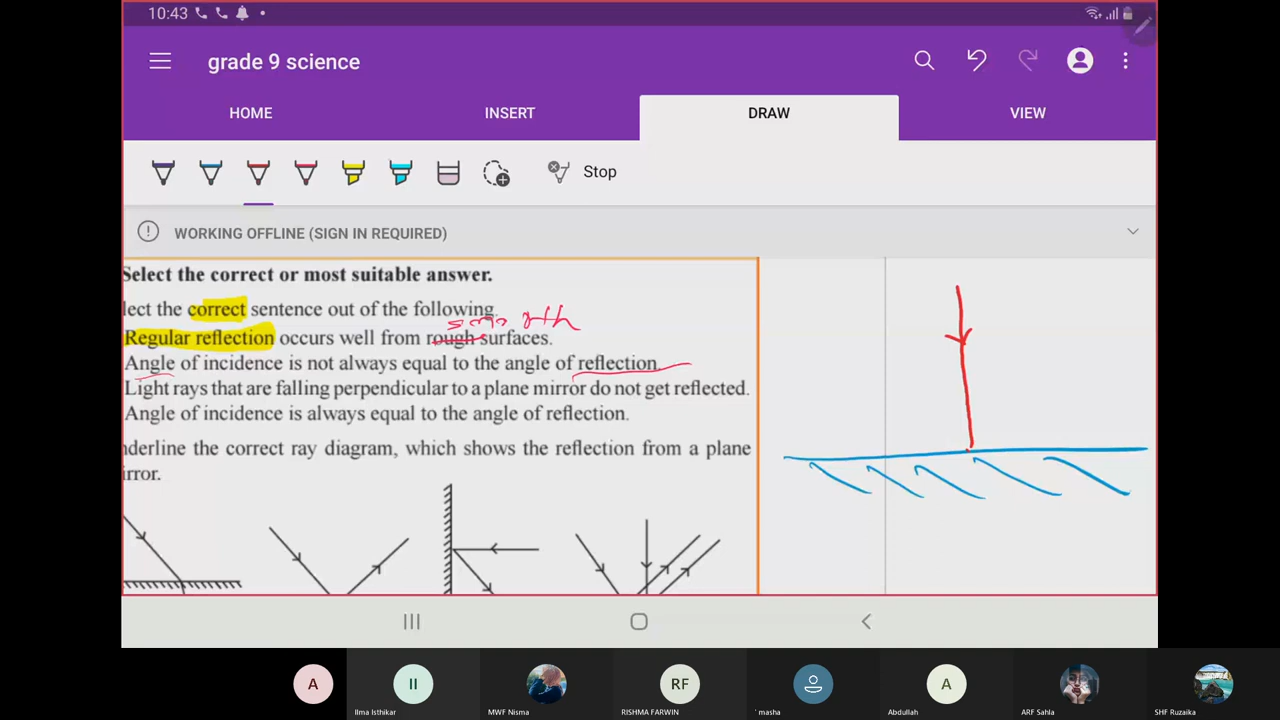 10:43
grade 9 science
HOME INSERT DRAW VIEW
Stop
WORKING OFFLINE (SIGN IN REQUIRED)
Select the correct or most suitable answer.
lect the correct sentence out of the following.
smooth
Regular reflection occurs well from rough surfaces.
Angle of incidence is not always equal to the angle of reflection.
Light rays that are falling perpendicular to a plane mirror do not get reflected.
Angle of incidence is always equal to the angle of reflection.
nderline the correct ray diagram, which shows the reflection from a plane
irror.
A II RF A
Ilma Isthikar MWF Nisma RISHMA FARWIN ' masha Abdullah ARF Sahla SHF Ruzaika